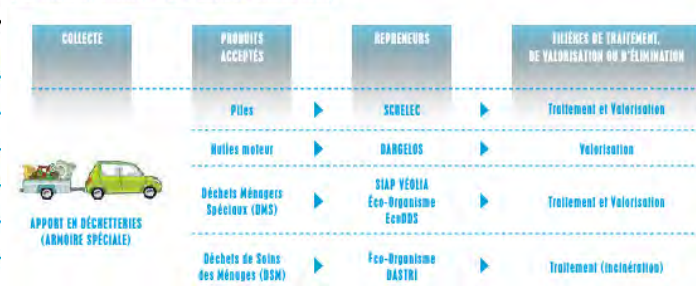 COLLECTE
PRODUITS
ACCEPTÉS
REPRENEURS
FILIÈRES DE TRAITEMENT,
DE VALORISATION OU D'ÉLIMINATION
Piles
SCRELEC
Traitement et Valorisation
Huiles moteur
DARGELOS
Valorisation
APPORT EN DÉCHETTERIES
(ARMOIRE SPÉCIALE)
Déchets Ménagers
Spéciaux (DMS)
SIAP VÉOLIA
Éco-Organisme
EcoDDS
Traitement et Valorisation
Déchets de Soins
des Ménages (DSM)
Éco-Organisme
DASTRI
Traitement (incinération)